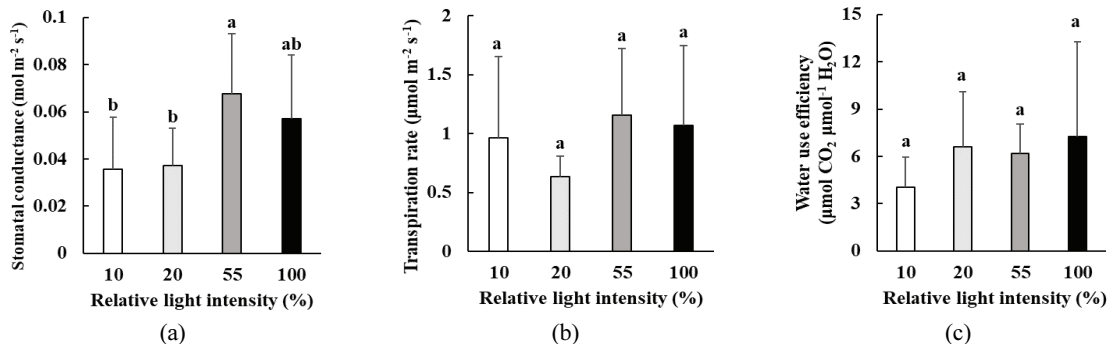 Stomatal conductance (mol m⁻² s⁻¹)
0.1
0.08
0.06
0.04
0.02
0
b
b
a
ab
10 20 55 100
Relative light intensity (%)
(a)
Transpiration rate (μmol m⁻² s⁻¹)
2
1.5
1
0.5
0
a
a
a
a
10 20 55 100
Relative light intensity (%)
(b)
Water use efficiency
(μmol CO₂ μmol⁻¹ H₂O)
15
12
9
6
3
0
a
a
a
a
10 20 55 100
Relative light intensity (%)
(c)